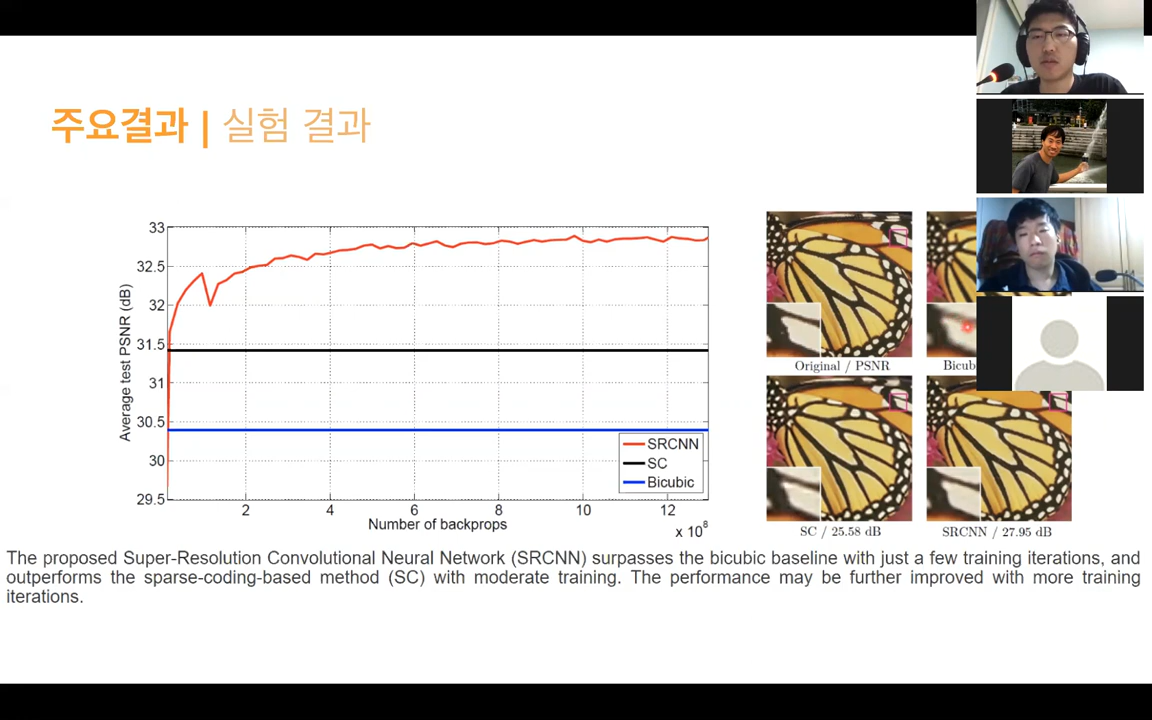 주요결과 | 실험 결과
33
32.5
32
31.5
31
30.5
30
29.5
Average test PSNR (dB)
SRCNN
SC
Bicubic
2 4 6 8 10 12
Number of backprops
x 10^8
Original / PSNR
SC / 25.58 dB
SRCNN / 27.95 dB
The proposed Super-Resolution Convolutional Neural Network (SRCNN) surpasses the bicubic baseline with just a few training iterations, and
outperforms the sparse-coding-based method (SC) with moderate training. The performance may be further improved with more training
iterations.